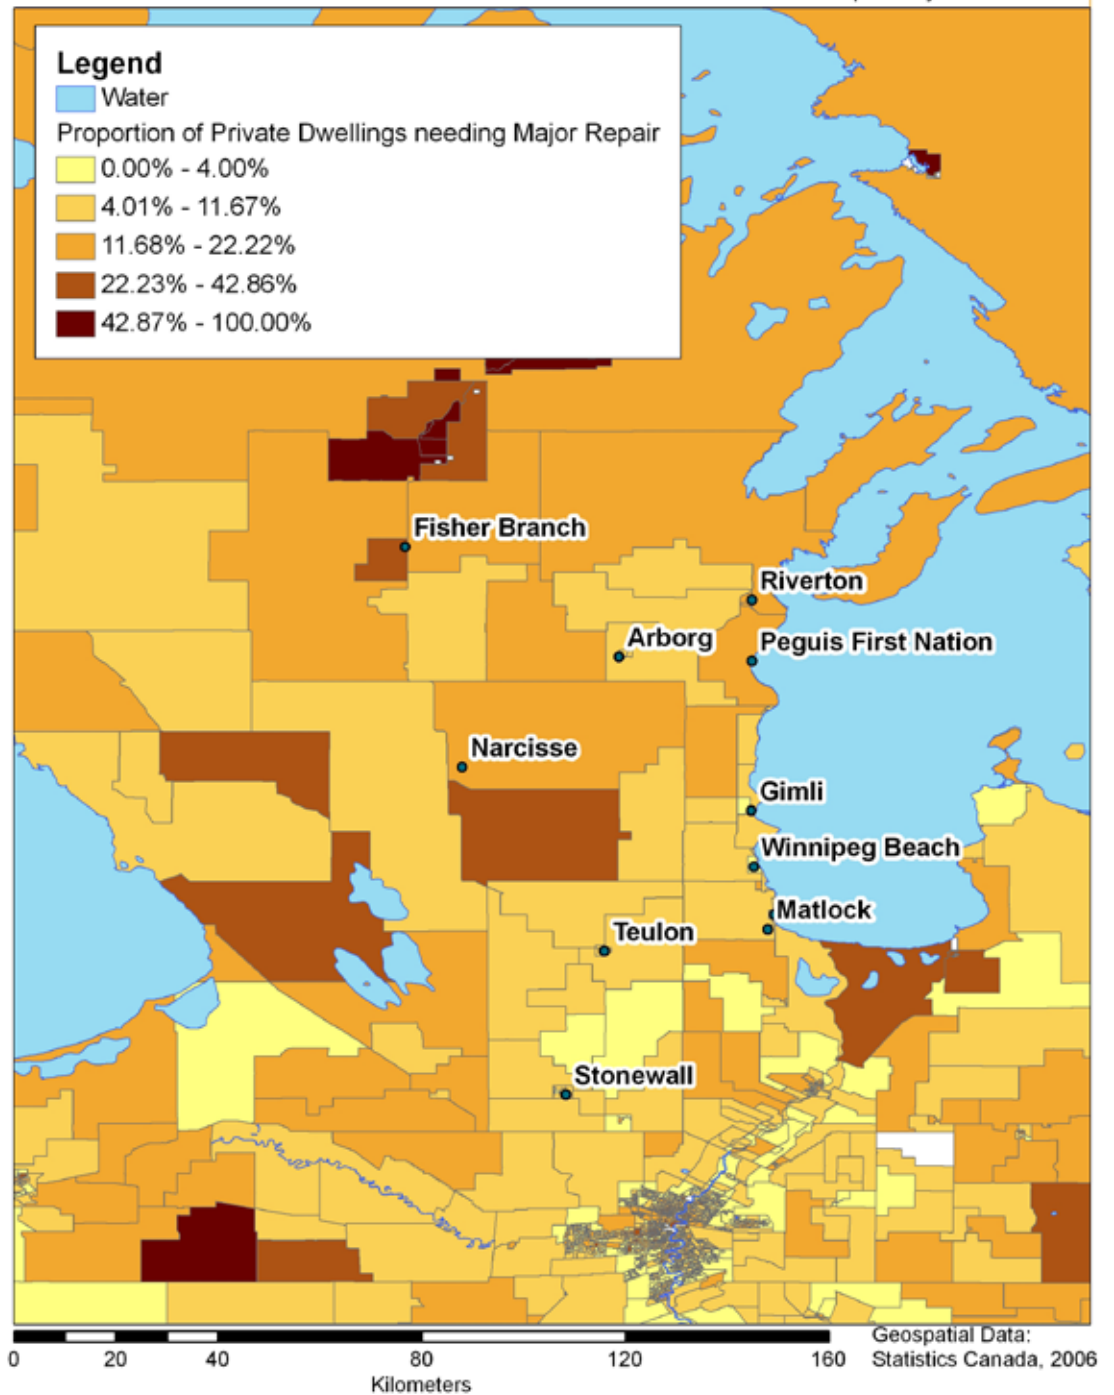 Legend
Water
Proportion of Private Dwellings needing Major Repair
0.00% - 4.00%
4.01% - 11.67%
11.68% - 22.22%
22.23% - 42.86%
42.87% - 100.00%
Fisher Branch
Riverton
Arborg
Peguis First Nation
Narcisse
Gimli
Winnipeg Beach
Matlock
Teulon
Stonewall
0 20 40 80 120 160
Kilometers
Geospatial Data:
Statistics Canada, 2006